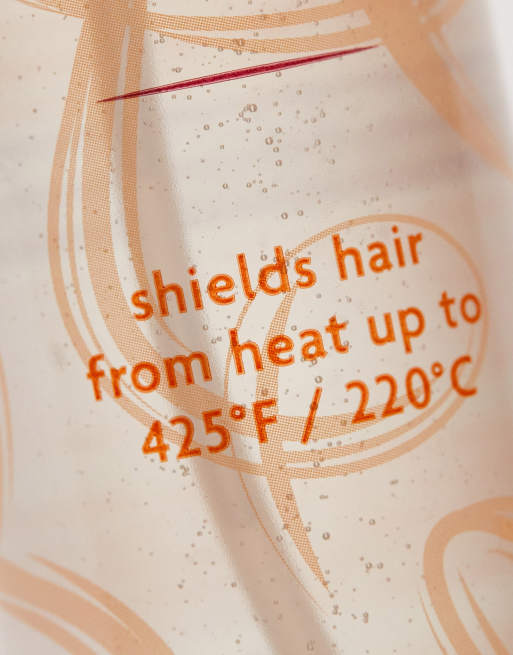 shields hair
from heat up to
425°F / 220°C